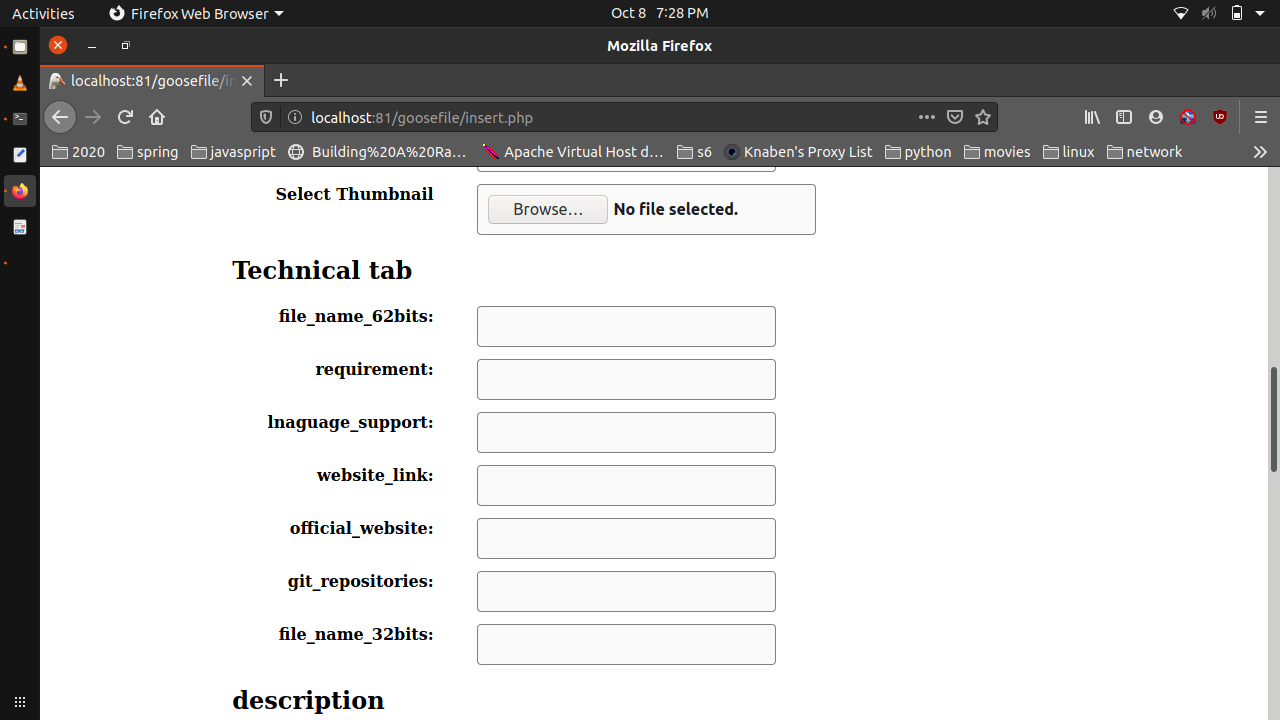 Activities Firefox Web Browser Oct 8 7:28 PM
Mozilla Firefox
localhost:81/goosefile/in
localhost:81/goosefile/insert.php
2020 spring javasript Building%20A%20Ra… Apache Virtual Host d… s6 Knaben's Proxy List python movies linux network
Select Thumbnail Browse… No file selected.
Technical tab
file_name_62bits:
requirement:
lnaguage_support:
website_link:
official_website:
git_repositories:
file_name_32bits:
description